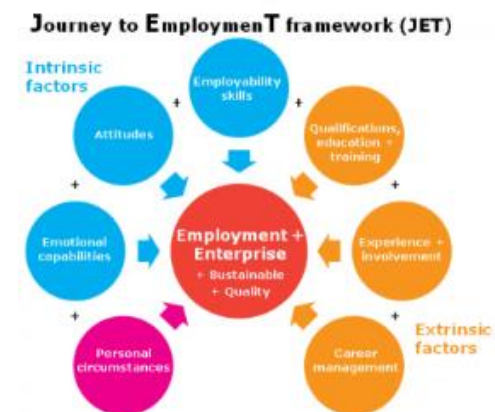 Journey to EmploymenT framework (JET)
Intrinsic
factors
Employability
skills
+
+
Attitudes
Qualifications,
education +
training
+
+
Emotional
capabilities
Employment +
Enterprise
+ Sustainable
+ Quality
Experience +
involvement
+
+
Personal
circumstances
Career
management
Extrinsic
factors